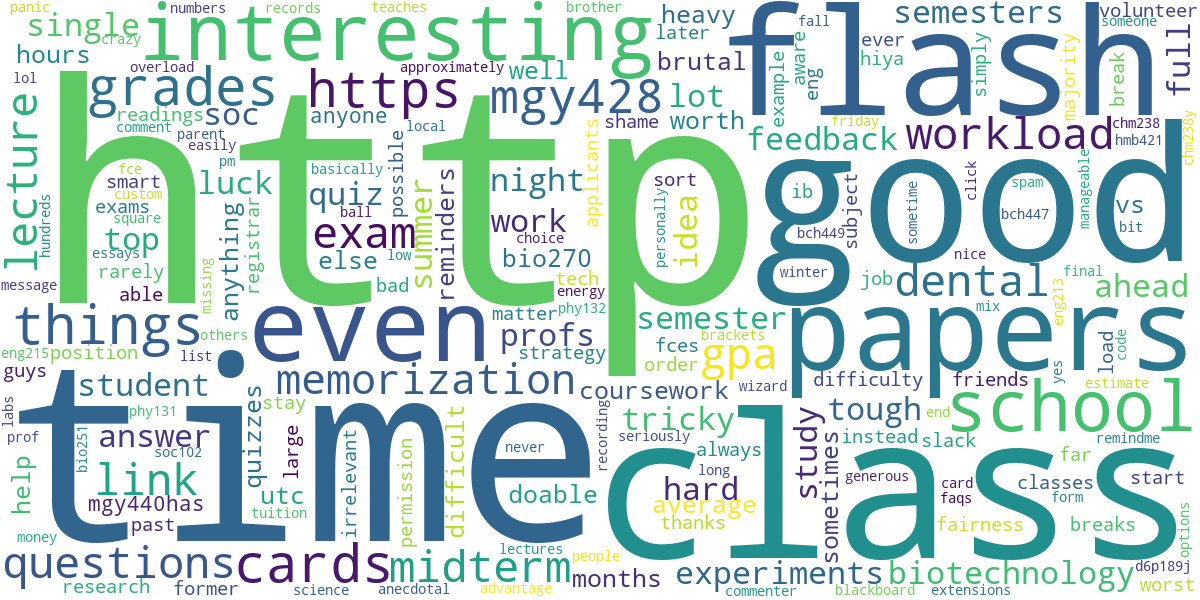 panic numbers records teaches brother
single interesting flash heavy semesters volunteer
crazy later someone
hours overload approximately well brutal ever fall full
lol grades https mgy428 lot aware eng hiya simply majority break
readings soc anyone shame worth example
comment parent local friday workload chm238
lecture easily pm possible applicants feedback hmb421 chm238y
fce basically night sort ib click spam manageable
smart luck quiz http good
custom exam summer reminders work idea personally subject sometime bch447 vs
exams square ball choice bch449 bit
hundreds top essays registrar else low bio270 nice
rarely anything bad tech winter job dental final ahead
message able missing energy mix eng213
things even matter phy132 semester papers
others profs brackets load code
eng215 position list strategy fces gpa yes
guys order
student memorization coursework wizard difficulty friends estimate
labs phy131 stay tricky tough school
prof answer quizzes large never recording seriously always end instead slack remindme
bio251 soc102 irrelevant permission difficult long study sometimes far
help link time class
utc doable hard card classes start
mgy440has average generous faqs form
past tuition thanks fairness breaks options
money lectures people
questions cards midterm months experiments biotechnology d6p189j
research former science anecdotal advantage commenter blackboard extensions worst